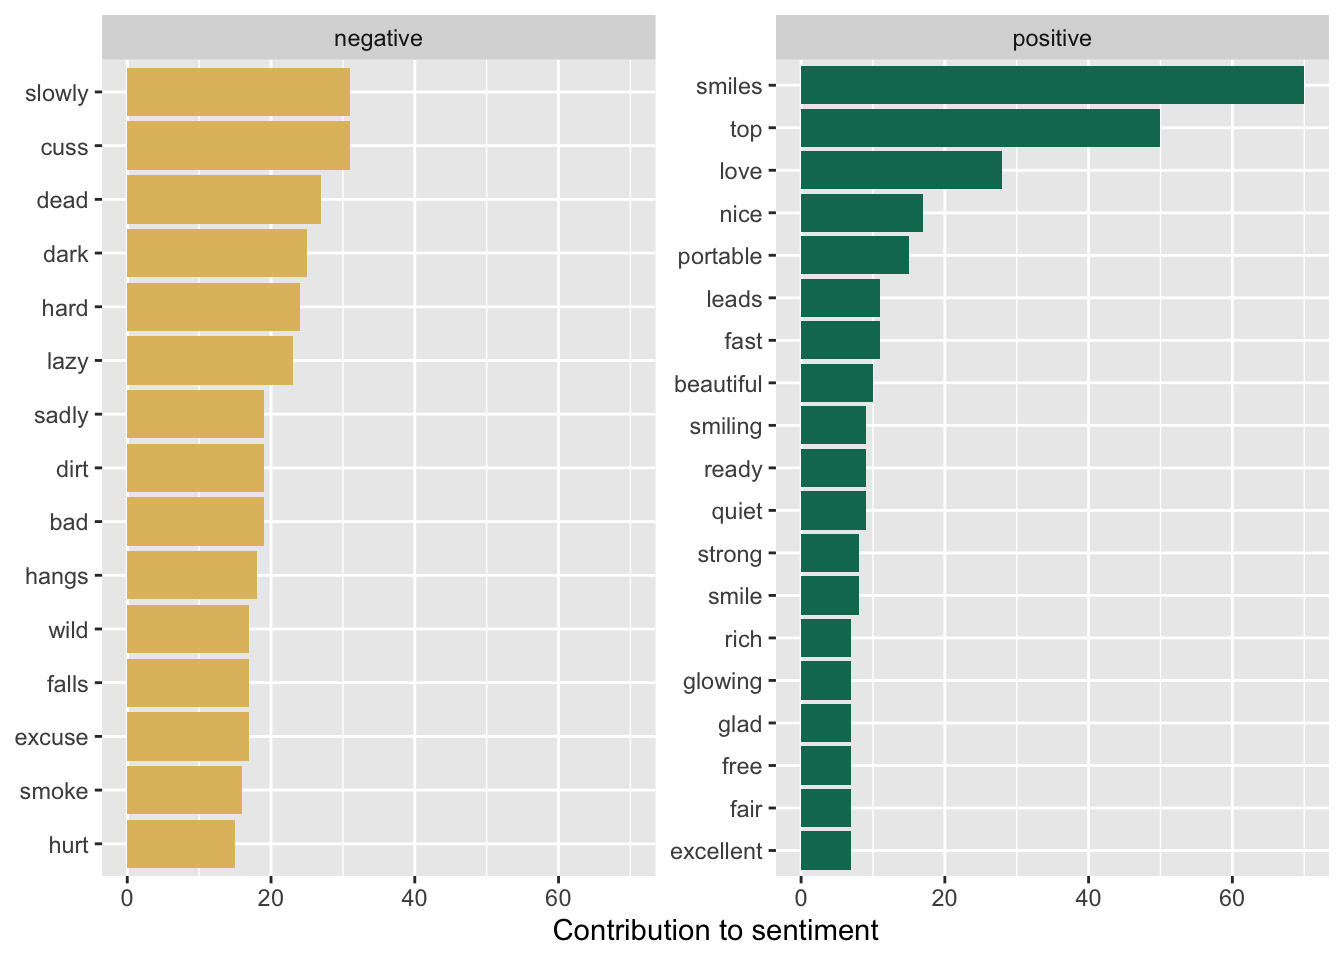 negative
slowly
cuss
dead
dark
hard
lazy
sadly
dirt
bad
hangs
wild
falls
excuse
smoke
hurt
0 20 40 60
positive
smiles
top
love
nice
portable
leads
fast
beautiful
smiling
ready
quiet
strong
smile
rich
glowing
glad
free
fair
excellent
0 20 40 60
Contribution to sentiment